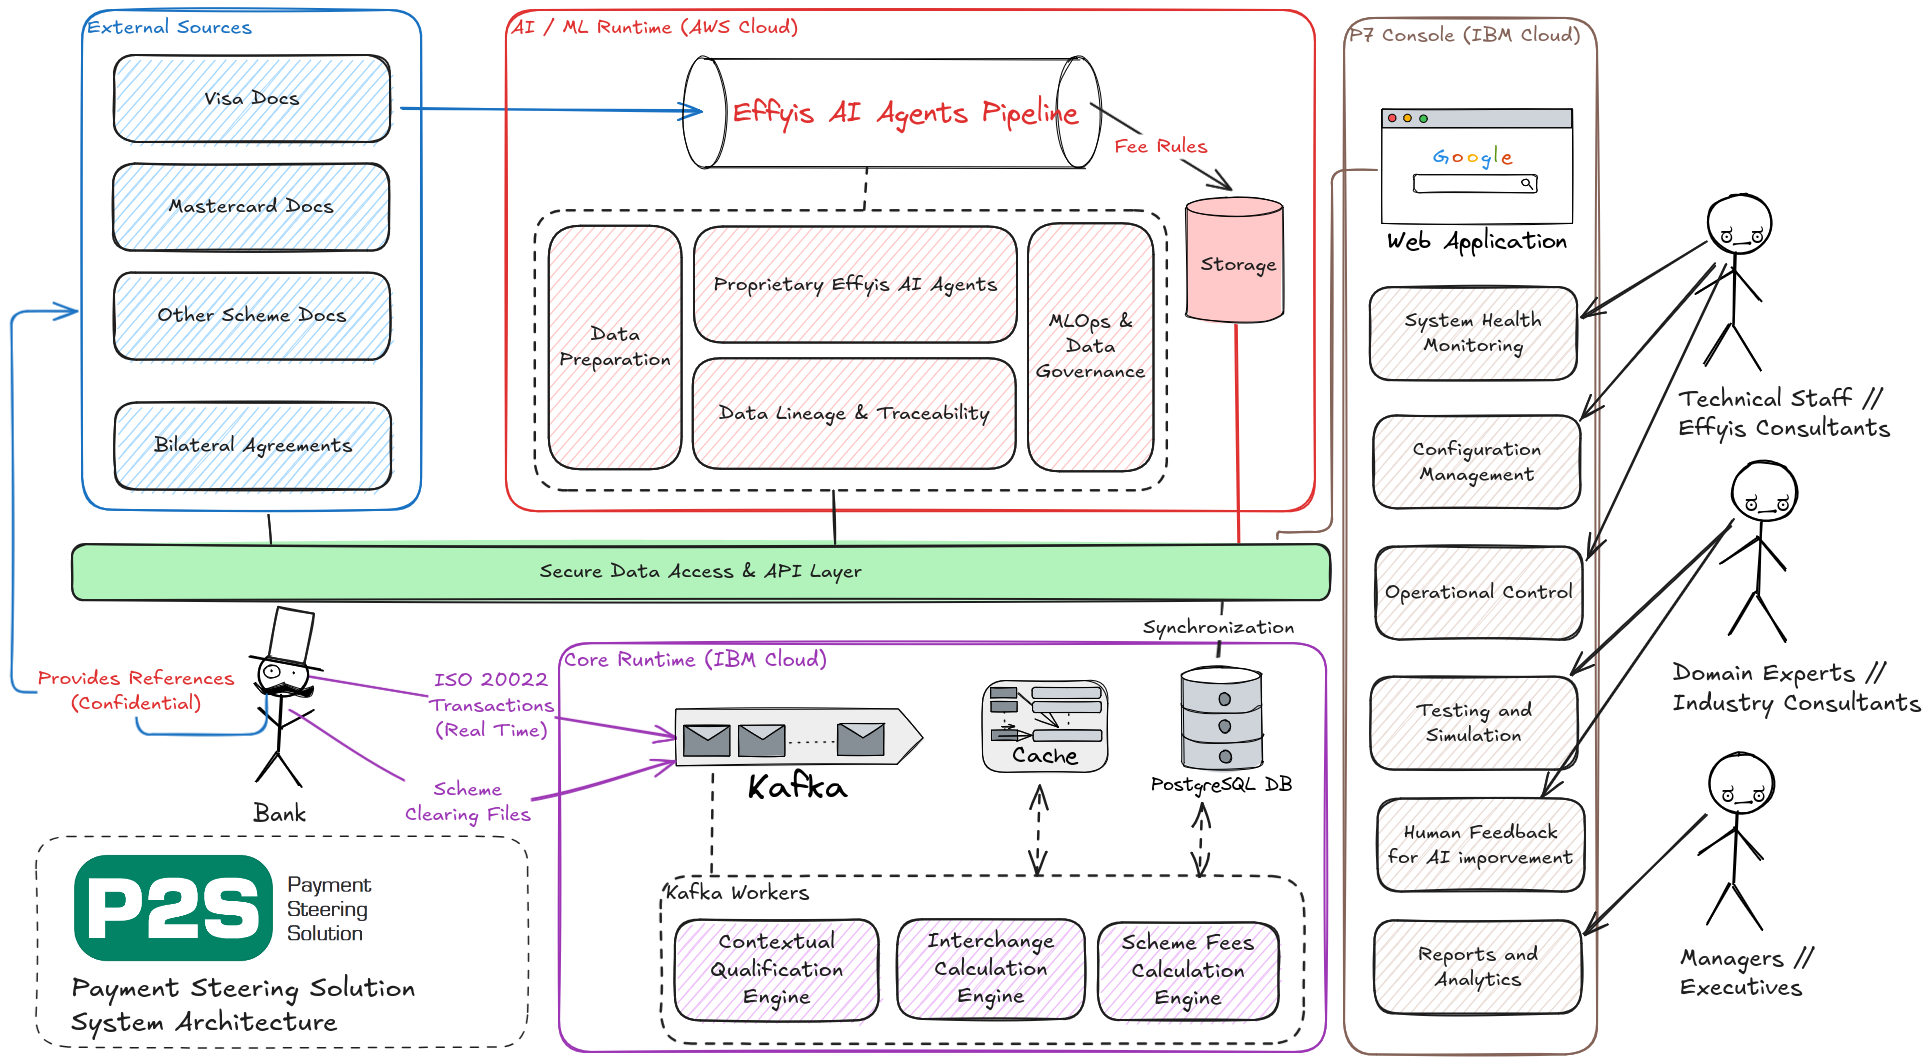 External Sources
Visa Docs
Mastercard Docs
Other Scheme Docs
Bilateral Agreements
AI / ML Runtime (AWS Cloud)
Effyis AI Agents Pipeline
Fee Rules
Storage
Data
Preparation
Proprietary Effyis AI Agents
Data Lineage & Traceability
MLOps &
Data
Governance
P7 Console (IBM Cloud)
Google
Web Application
System Health
Monitoring
Configuration
Management
Operational Control
Testing and
Simulation
Human Feedback
for AI imporvement
Reports and
Analytics
Technical Staff //
Effyis Consultants
Domain Experts //
Industry Consultants
Managers //
Executives
Secure Data Access & API Layer
Synchronization
Provides References
(Confidential)
Bank
ISO 20022
Transactions
(Real Time)
Scheme
Clearing Files
Core Runtime (IBM Cloud)
Kafka
Cache
PostgreSQL DB
Kafka Workers
Contextual
Qualification
Engine
Interchange
Calculation
Engine
Scheme Fees
Calculation
Engine
P2S
Payment
Steering
Solution
Payment Steering Solution
System Architecture